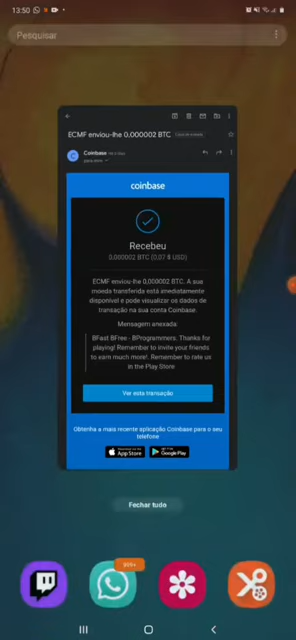 13:50
Pesquisar
ECMF enviou-lhe 0,000002 BTC
Coinbase
para mim
coinbase
Recebeu
0,000002 BTC (0,07 $ USD)
ECMF enviou-lhe 0,000002 BTC. A sua
moeda transferida está imediatamente
disponível e pode visualizar os dados de
transação na sua conta Coinbase.
Mensagem anexada:
BFast BFree - BProgrammers: Thanks for
playing! Remember to invite your friends
to earn much more!. Remember to rate us
in the Play Store
Ver esta transação
Obtenha a mais recente aplicação Coinbase para o seu
telefone
App Store
Google Play
Fechar tudo
999+